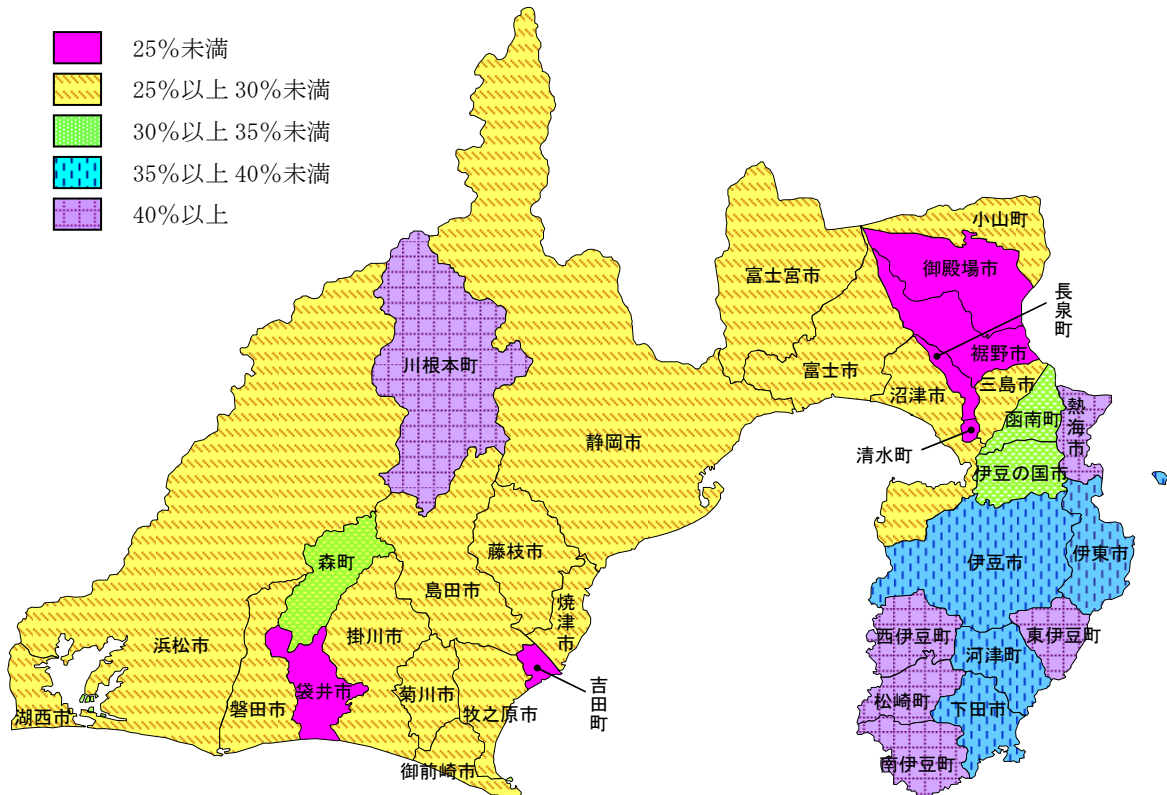 25%未満
25%以上 30%未満
30%以上 35%未満
35%以上 40%未満
40%以上
小山町
御殿場市
富士宮市
長泉町
裾野市
川根本町
富士市
沼津市
三島市
函南町
熱海市
静岡市
清水町
伊豆の国市
藤枝市
森町
伊豆市
伊東市
島田市
焼津市
浜松市
掛川市
西伊豆町
東伊豆町
河津町
袋井市
菊川市
吉田町
湖西市
磐田市
牧之原市
松崎町
下田市
御前崎市
南伊豆町